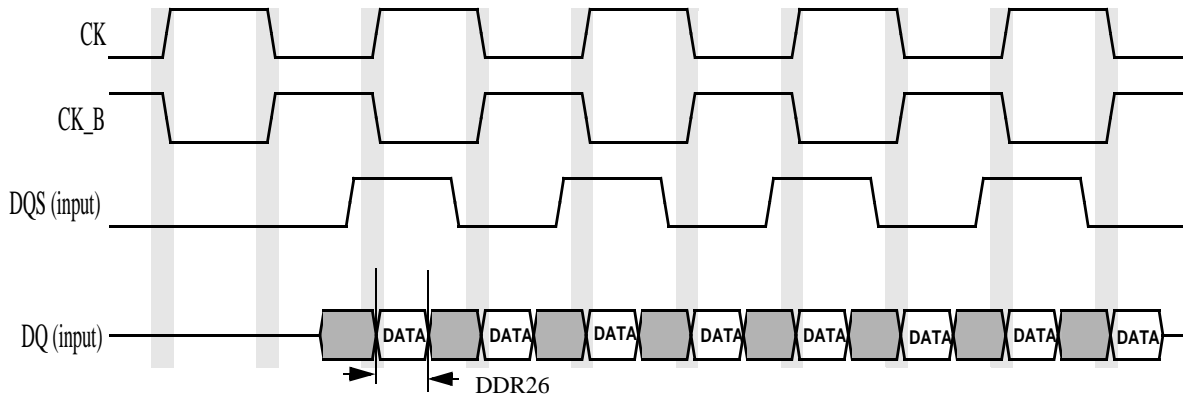 CK
CK_B
DQS (input)
DQ (input)
DATA DATA DATA DATA DATA DATA DATA DATA
DDR26